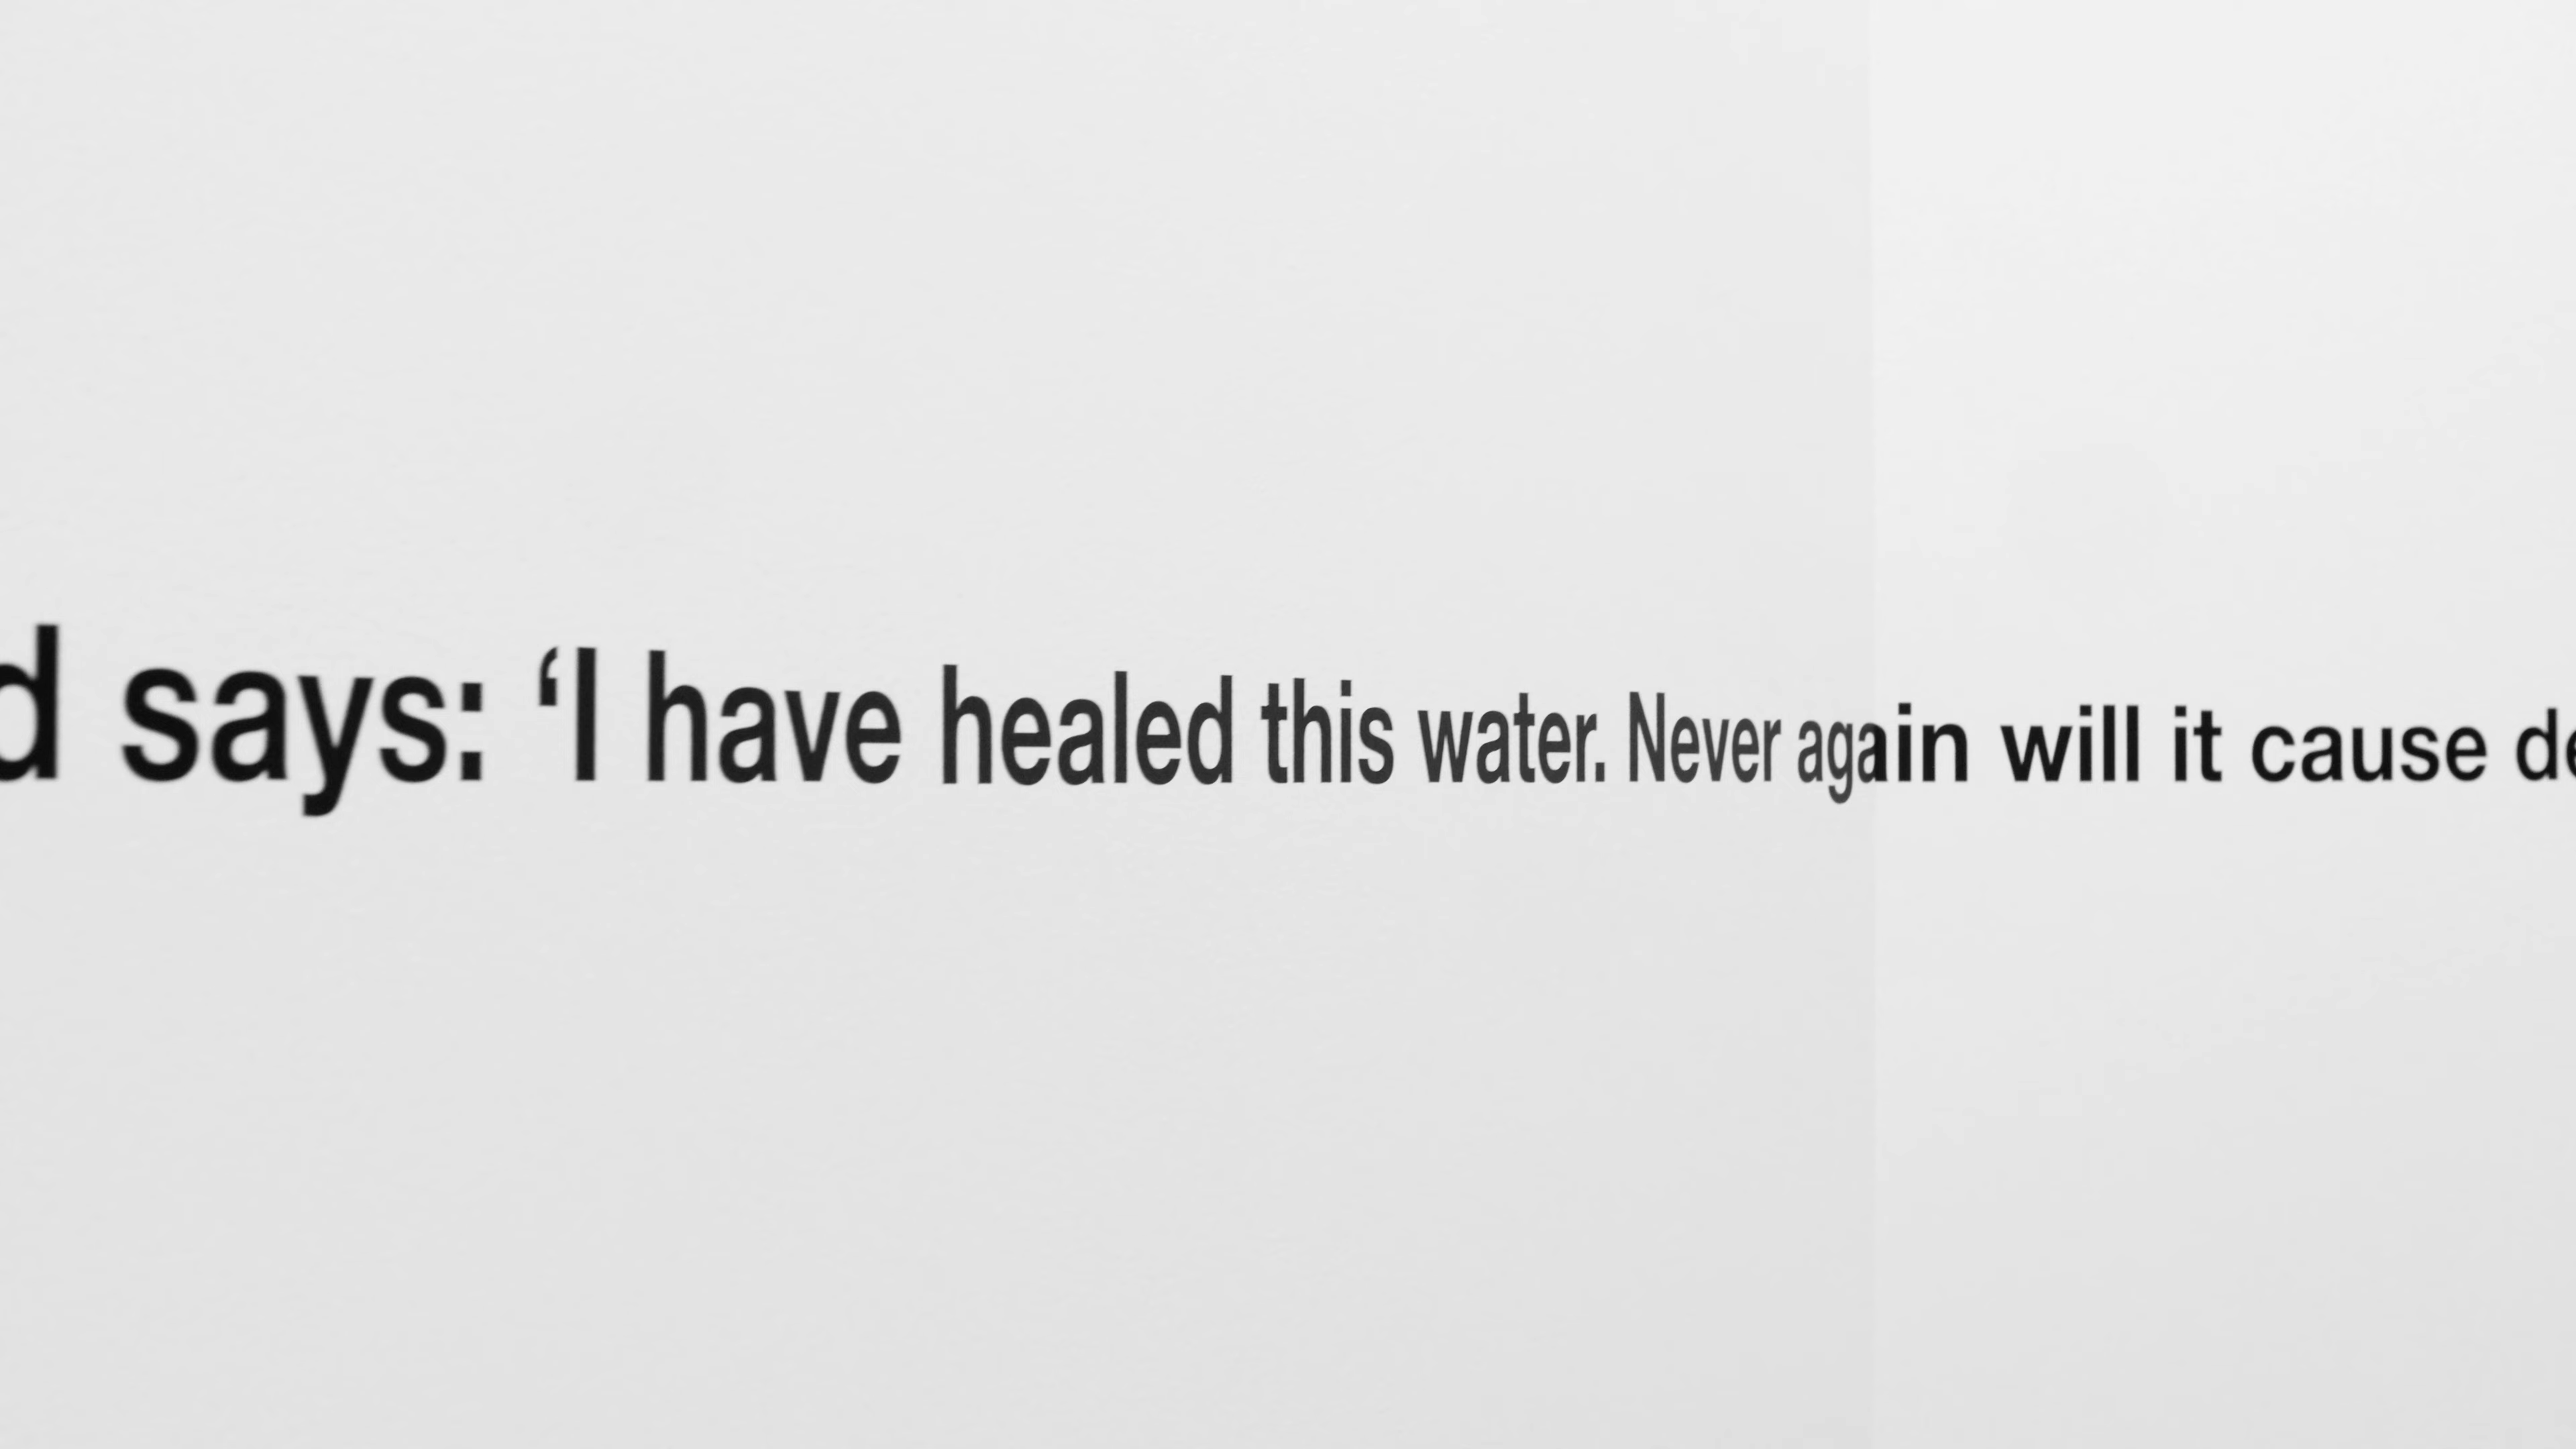 d says: ‘I have healed this water. Never again will it cause de